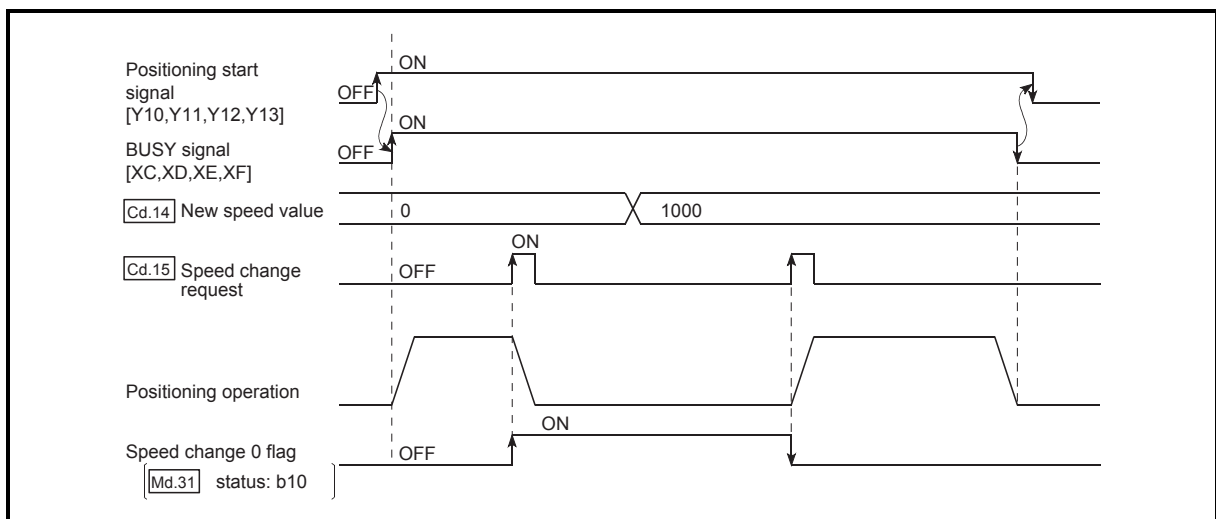 Positioning start
signal
[Y10,Y11,Y12,Y13]
OFF
ON
BUSY signal
[XC,XD,XE,XF]
OFF
ON
Cd.14 New speed value
0
1000
Cd.15 Speed change
request
OFF
ON
Positioning operation
Speed change 0 flag
Md.31 status: b10
OFF
ON